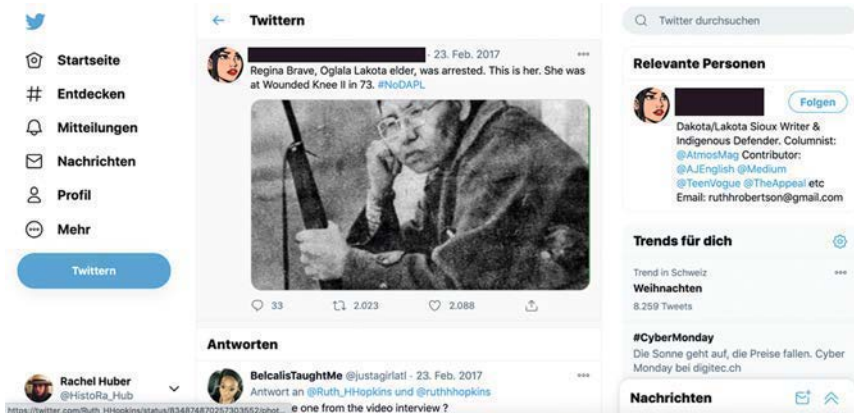 Startseite
Entdecken
Mitteilungen
Nachrichten
Profil
Mehr
Twittern
Rachel Huber
@HistoRa_Hub
Twittern
· 23. Feb. 2017
Regina Brave, Oglala Lakota elder, was arrested. This is her. She was
at Wounded Knee II in 73. #NoDAPL
33 2.023 2.088
Antworten
BelcalisTaughtMe @justagirlatl · 23. Feb. 2017
Antwort an @Ruth_HHopkins und @ruthhhopkins
e one from the video interview ?
Twitter durchsuchen
Relevante Personen
Folgen
Dakota/Lakota Sioux Writer &
Indigenous Defender. Columnist:
@AtmosMag Contributor:
@AJEnglish @Medium
@TeenVogue @TheAppeal etc
Email: ruthhrobertson@gmail.com
Trends für dich
Trend in Schweiz
Weihnachten
8.259 Tweets
#CyberMonday
Die Sonne geht auf, die Preise fallen. Cyber
Monday bei digitec.ch
Nachrichten